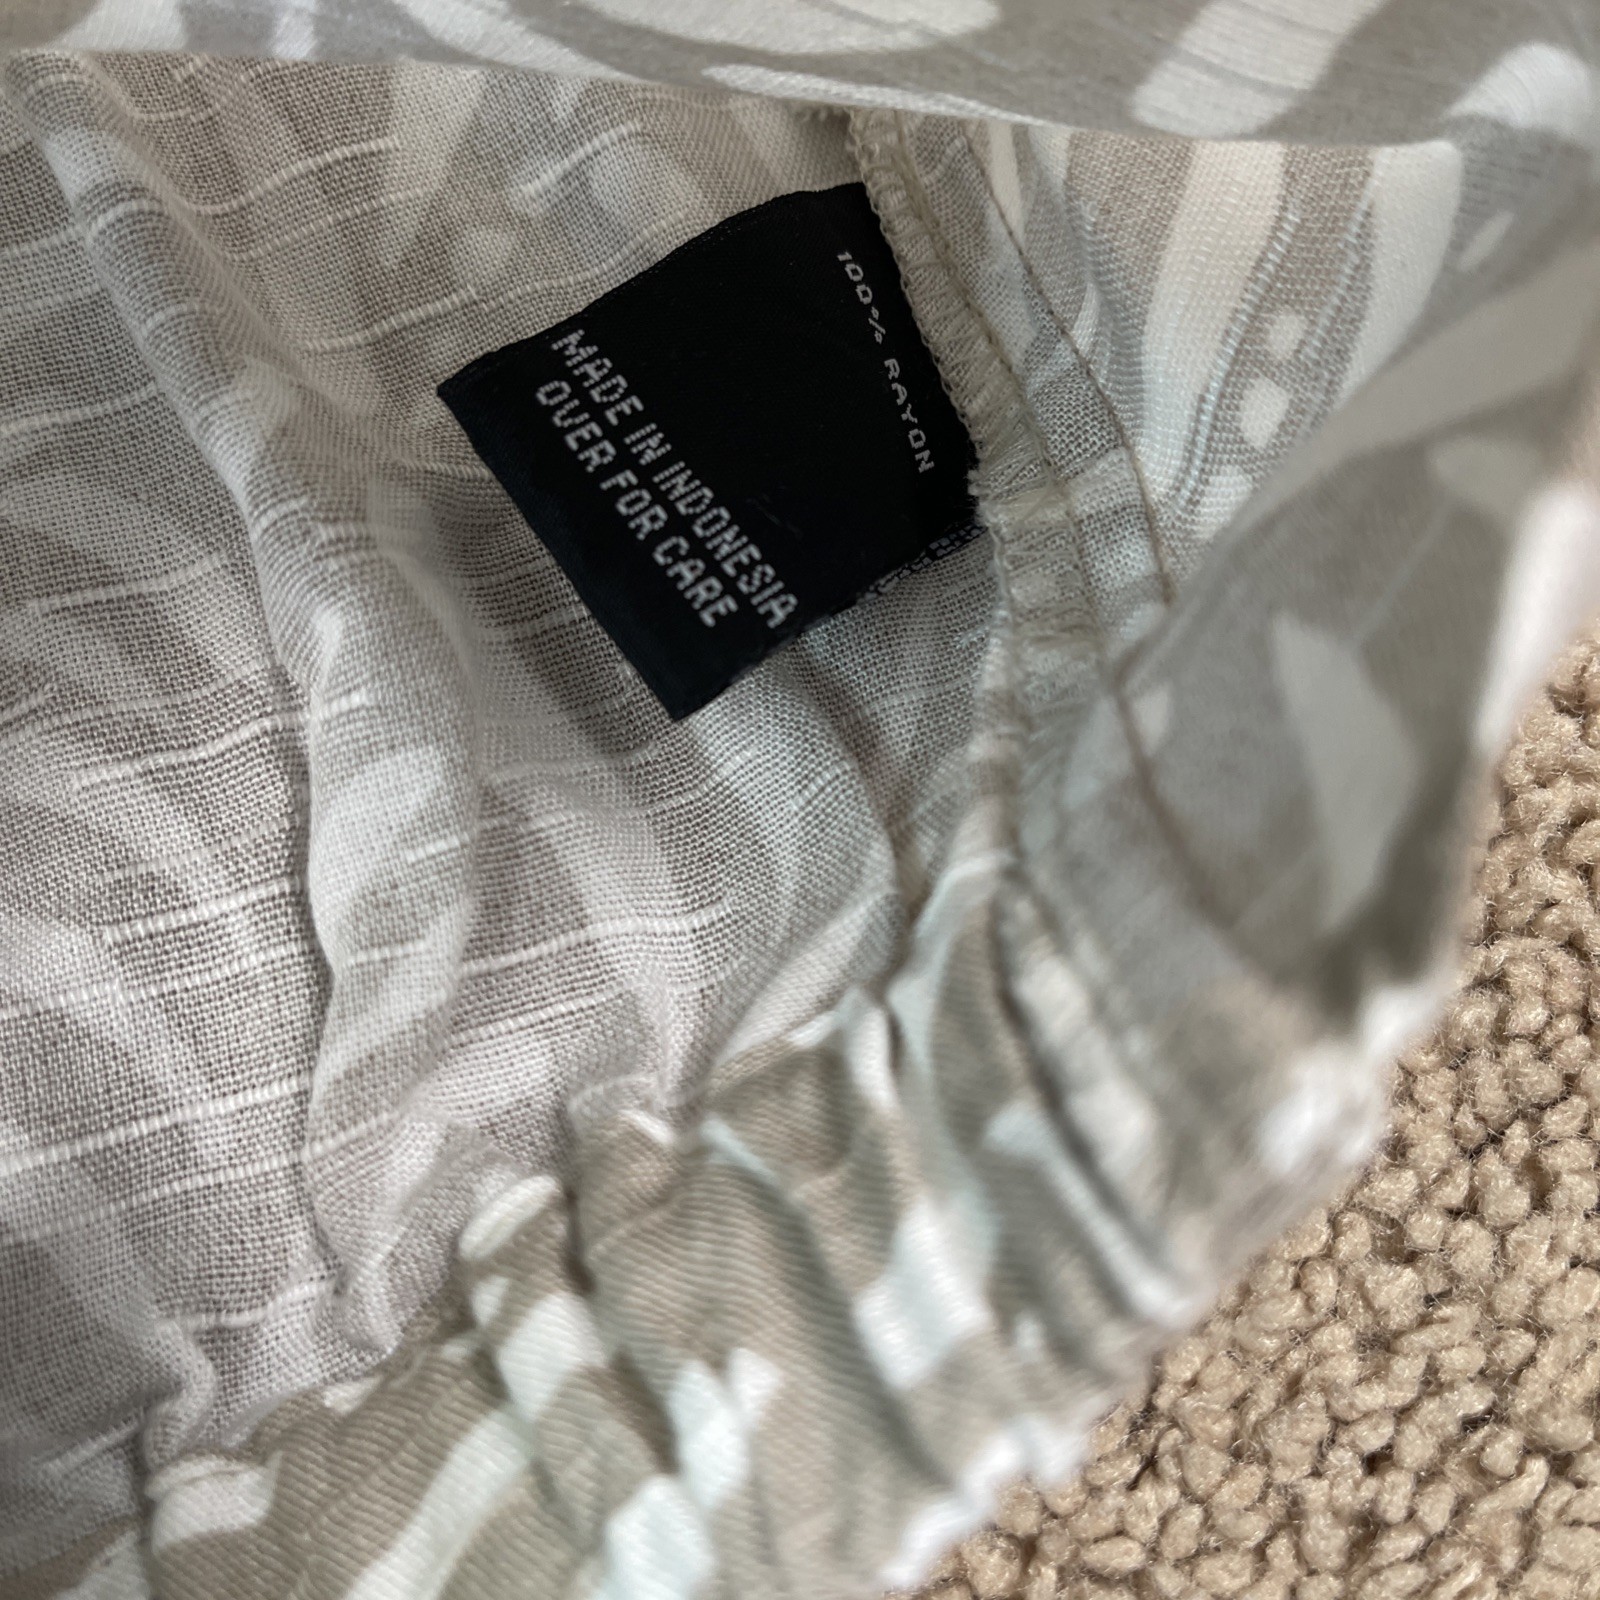 100% RAYON
MADE IN INDONESIA
OVER FOR CARE